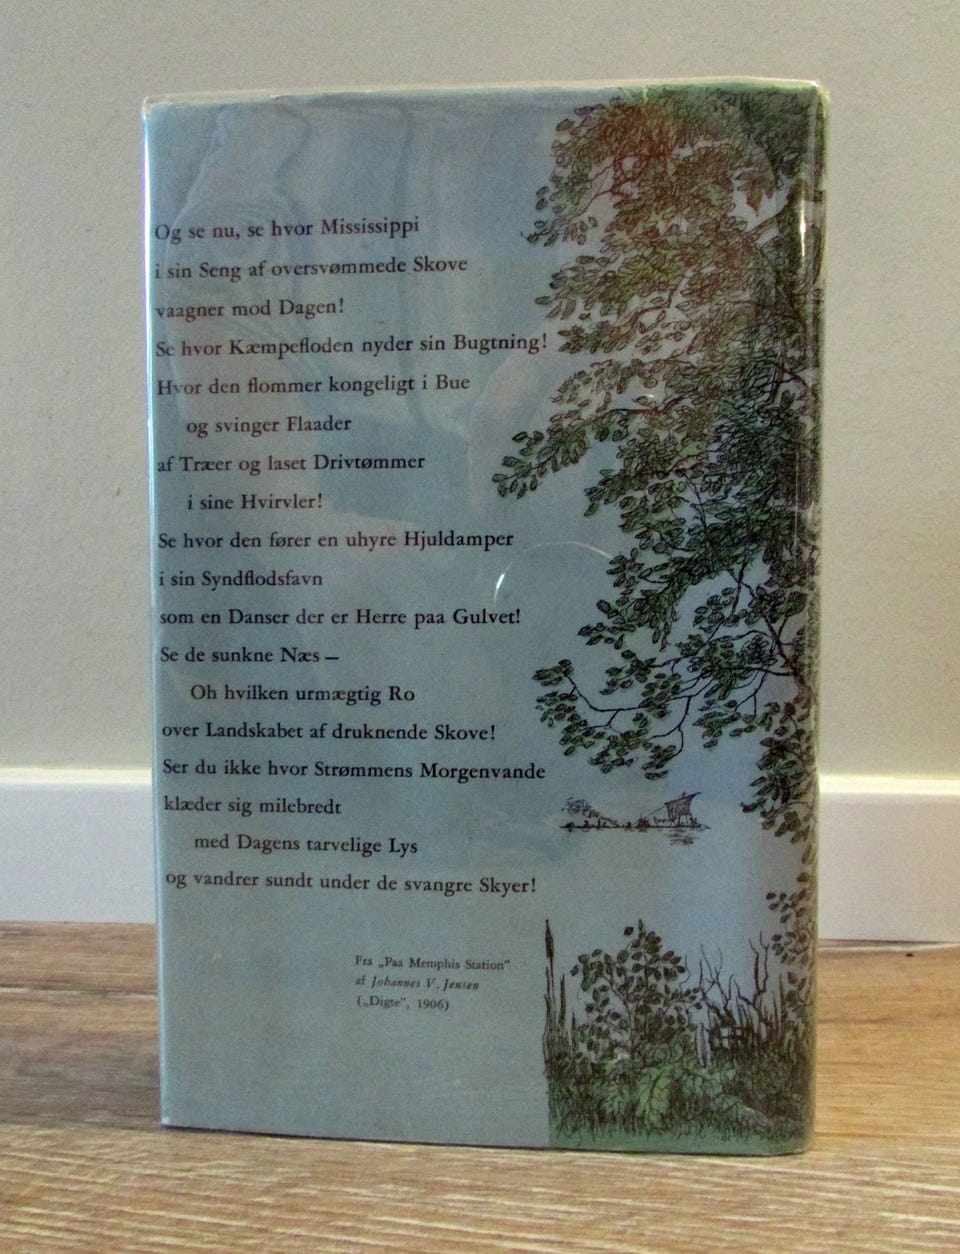 Og se nu, se hvor Mississippi
i sin Seng af oversvømmede Skove
vaagner mod Dagen!
Se hvor Kæmpefloden nyder sin Bugtning!
Hvor den flommer kongeligt i Bue
og svinger Flaader
af Træer og laset Drivtømmer
i sine Hvirvler!
Se hvor den fører en uhyre Hjuldamper
i sin Syndflodsfavn
som en Danser der er Herre paa Gulvet!
Se de sunkne Næs –
Oh hvilken urmægtig Ro
over Landskabet af druknende Skove!
Ser du ikke hvor Strømmens Morgenvande
klæder sig milebredt
med Dagens tarvelige Lys
og vandrer sundt under de svangre Skyer!
Fra „Paa Memphis Station"
af Johannes V. Jensen
(„Digte", 1906)